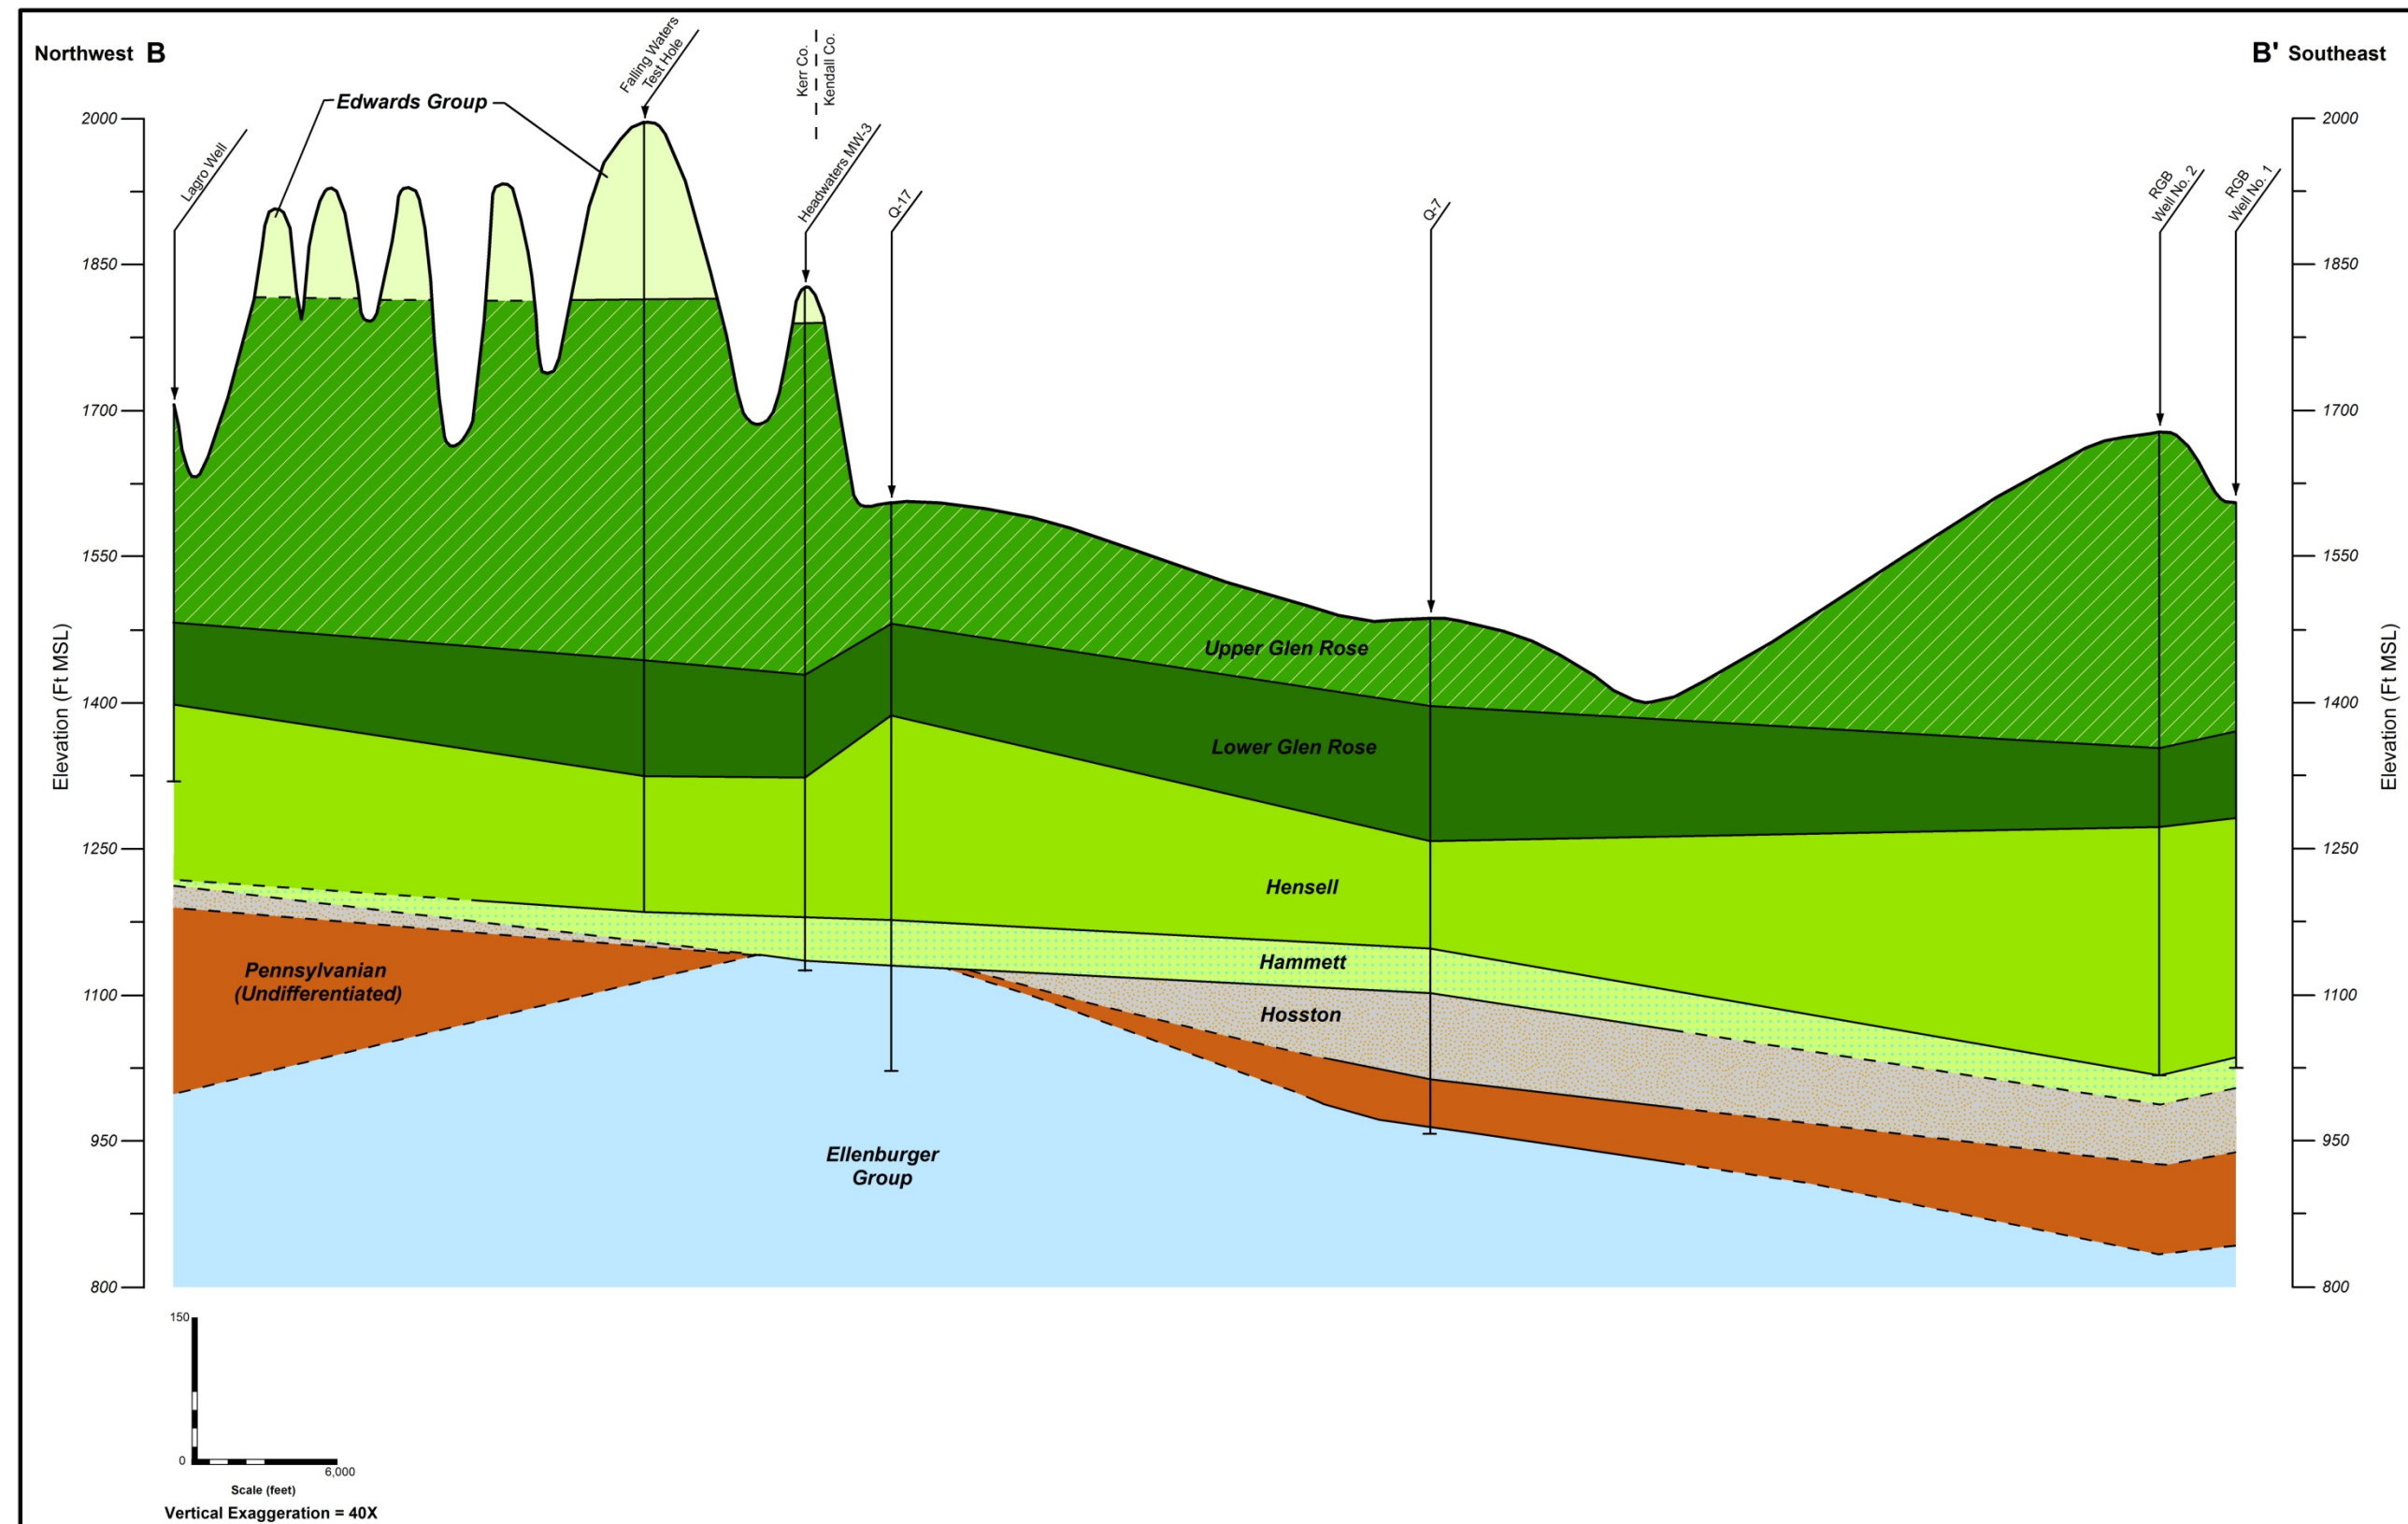 Northwest B
B' Southeast
Falling Waters
Test Hole
Kerr Co.
Kendall Co.
Edwards Group
Lagro Well
Headwaters MW-3
Q-17
Q-7
RGB
Well No. 2
RGB
Well No. 1
2000
1850
1700
1550
1400
1250
1100
950
800
Elevation (Ft MSL)
2000
1850
1700
1550
1400
1250
1100
950
800
Elevation (Ft MSL)
Upper Glen Rose
Lower Glen Rose
Hensell
Hammett
Hosston
Pennsylvanian
(Undifferentiated)
Ellenburger
Group
150
0
6,000
Scale (feet)
Vertical Exaggeration = 40X